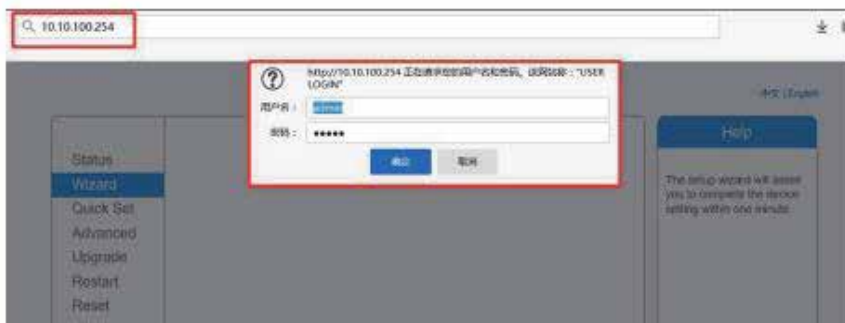 10.10.100.254
http://10.10.100.254 正在请求您的用户名和密码。该网站称："USER
LOGIN"
用户名：
admin
密码：
•••••
确定
取消
中文 | English
Status
Wizard
Quick Set
Advanced
Upgrade
Restart
Reset
Help
The setup wizard will assist
you to complete the device
setting within one minute.